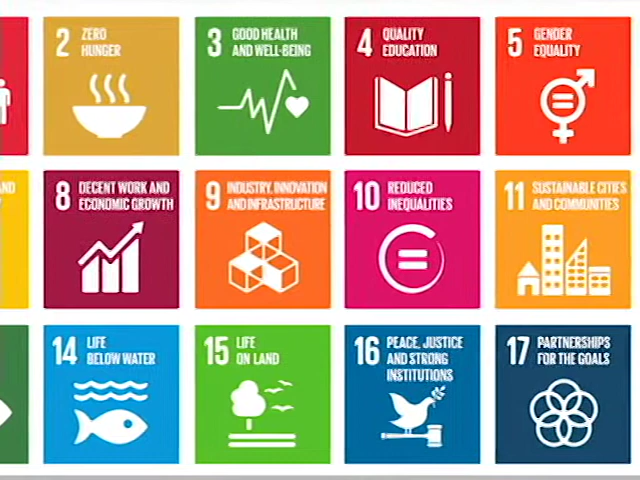 2 ZERO
HUNGER
3 GOOD HEALTH
AND WELL-BEING
4 QUALITY
EDUCATION
5 GENDER
EQUALITY
AND
8 DECENT WORK AND
ECONOMIC GROWTH
9 INDUSTRY, INNOVATION
AND INFRASTRUCTURE
10 REDUCED
INEQUALITIES
11 SUSTAINABLE CITIES
AND COMMUNITIES
14 LIFE
BELOW WATER
15 LIFE
ON LAND
16 PEACE, JUSTICE
AND STRONG
INSTITUTIONS
17 PARTNERSHIPS
FOR THE GOALS